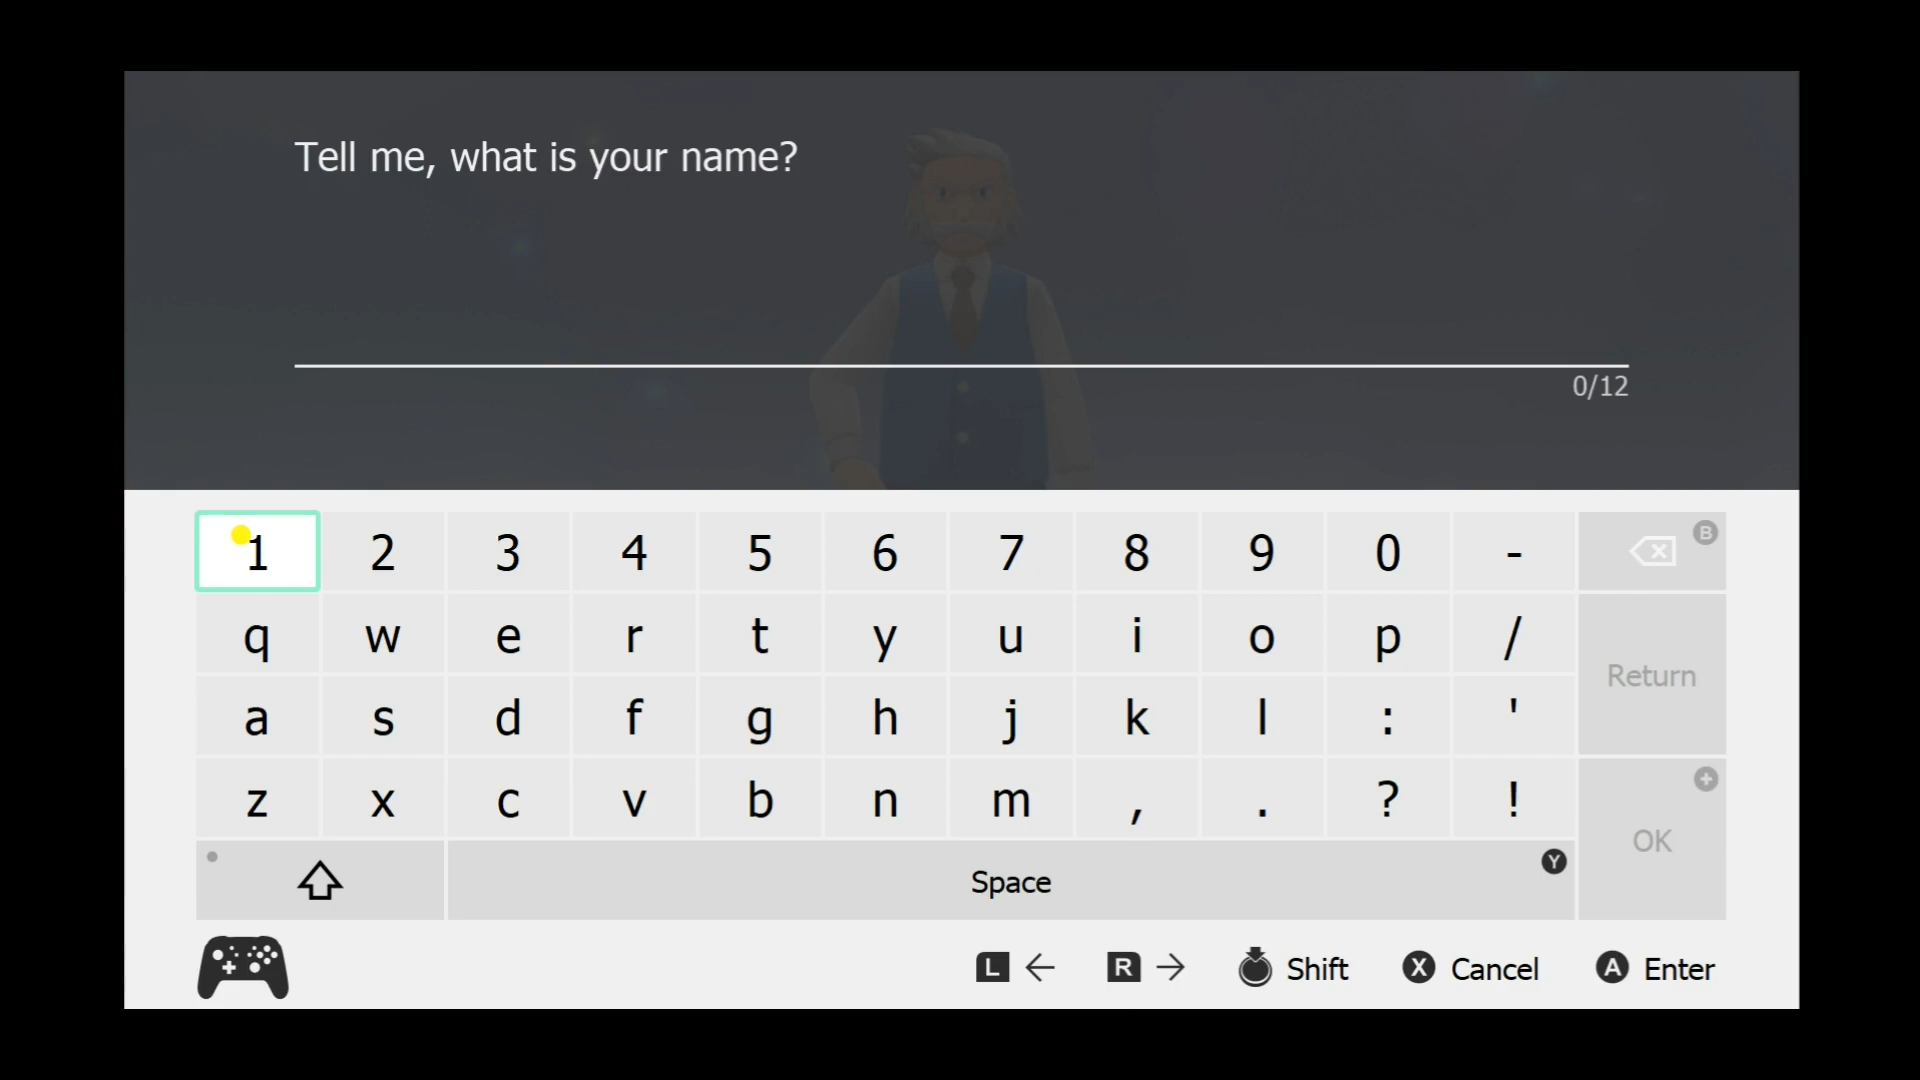 Tell me, what is your name?
0/12
1 2 3 4 5 6 7 8 9 0 - B
q w e r t y u i o p / Return
a s d f g h j k l : '
z x c v b n m , . ? ! OK
Space Y
L ← R → Shift X Cancel A Enter